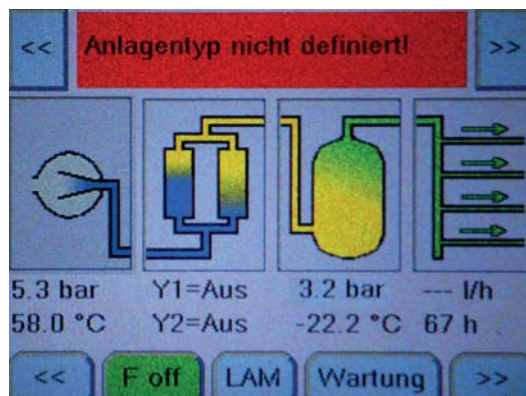 << Anlagentyp nicht definiert! >>
5.3 bar Y1=Aus 3.2 bar --- l/h
58.0 °C Y2=Aus -22.2 °C 67 h
<< F off LAM Wartung >>